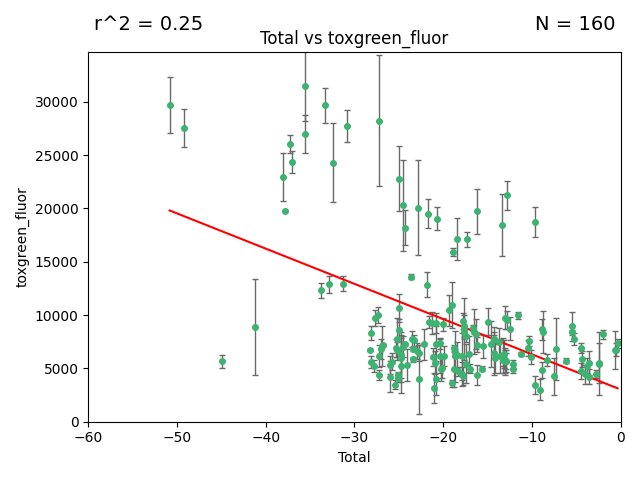 r^2 = 0.25
N = 160
Total vs toxgreen_fluor
toxgreen_fluor
30000
25000
20000
15000
10000
5000
0
−60
−50
−40
−30
−20
−10
0
Total